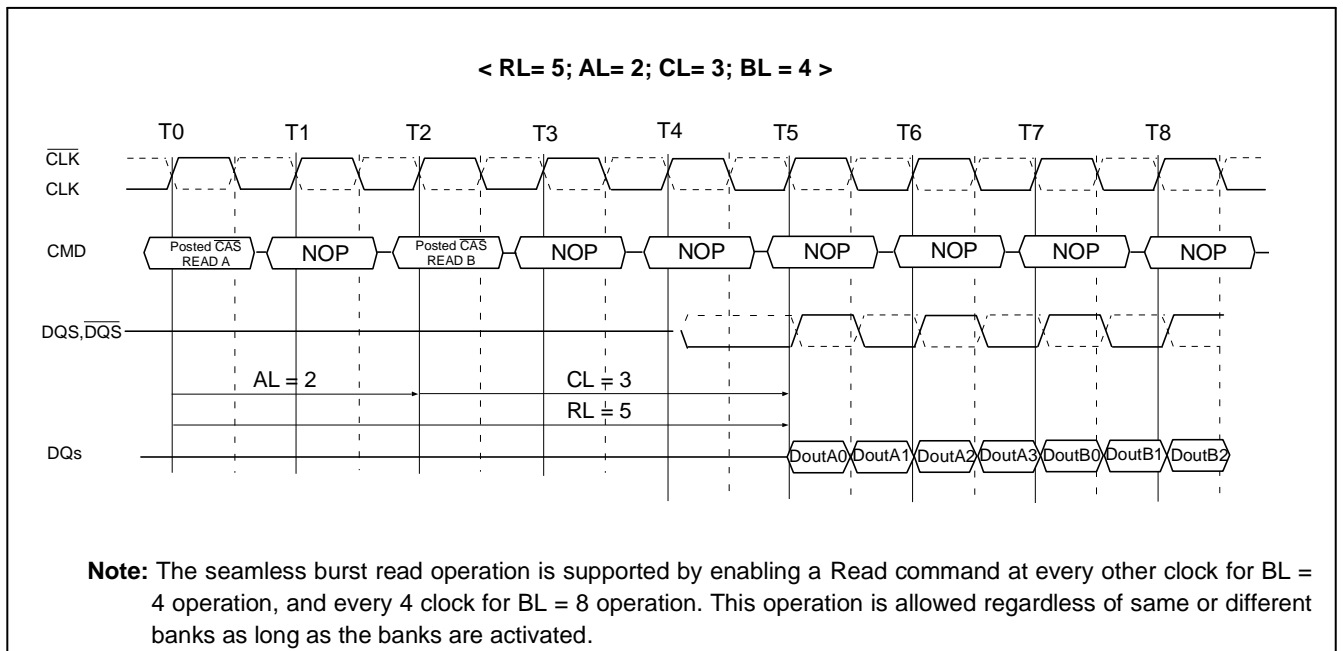 < RL= 5; AL= 2; CL= 3; BL = 4 >
T0 T1 T2 T3 T4 T5 T6 T7 T8
CLK
CLK
CMD
Posted CAS
READ A
NOP
Posted CAS
READ B
NOP
NOP
NOP
NOP
NOP
NOP
DQS,DQS
AL = 2
CL = 3
RL = 5
DQs
DoutA0 DoutA1 DoutA2 DoutA3 DoutB0 DoutB1 DoutB2
Note: The seamless burst read operation is supported by enabling a Read command at every other clock for BL =
4 operation, and every 4 clock for BL = 8 operation. This operation is allowed regardless of same or different
banks as long as the banks are activated.